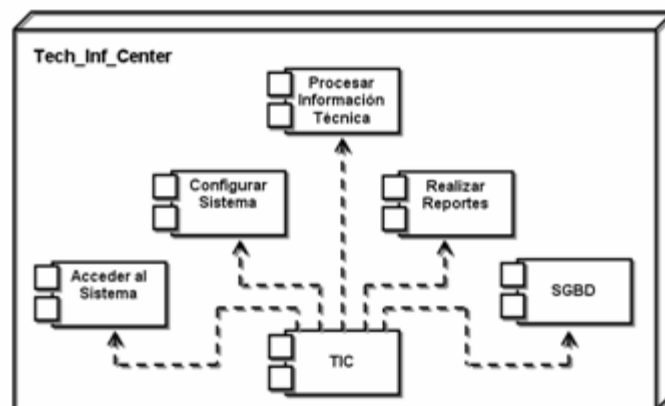 Tech_Inf_Center
Procesar
Información
Técnica
Configurar
Sistema
Realizar
Reportes
Acceder al
Sistema
SGBD
TIC